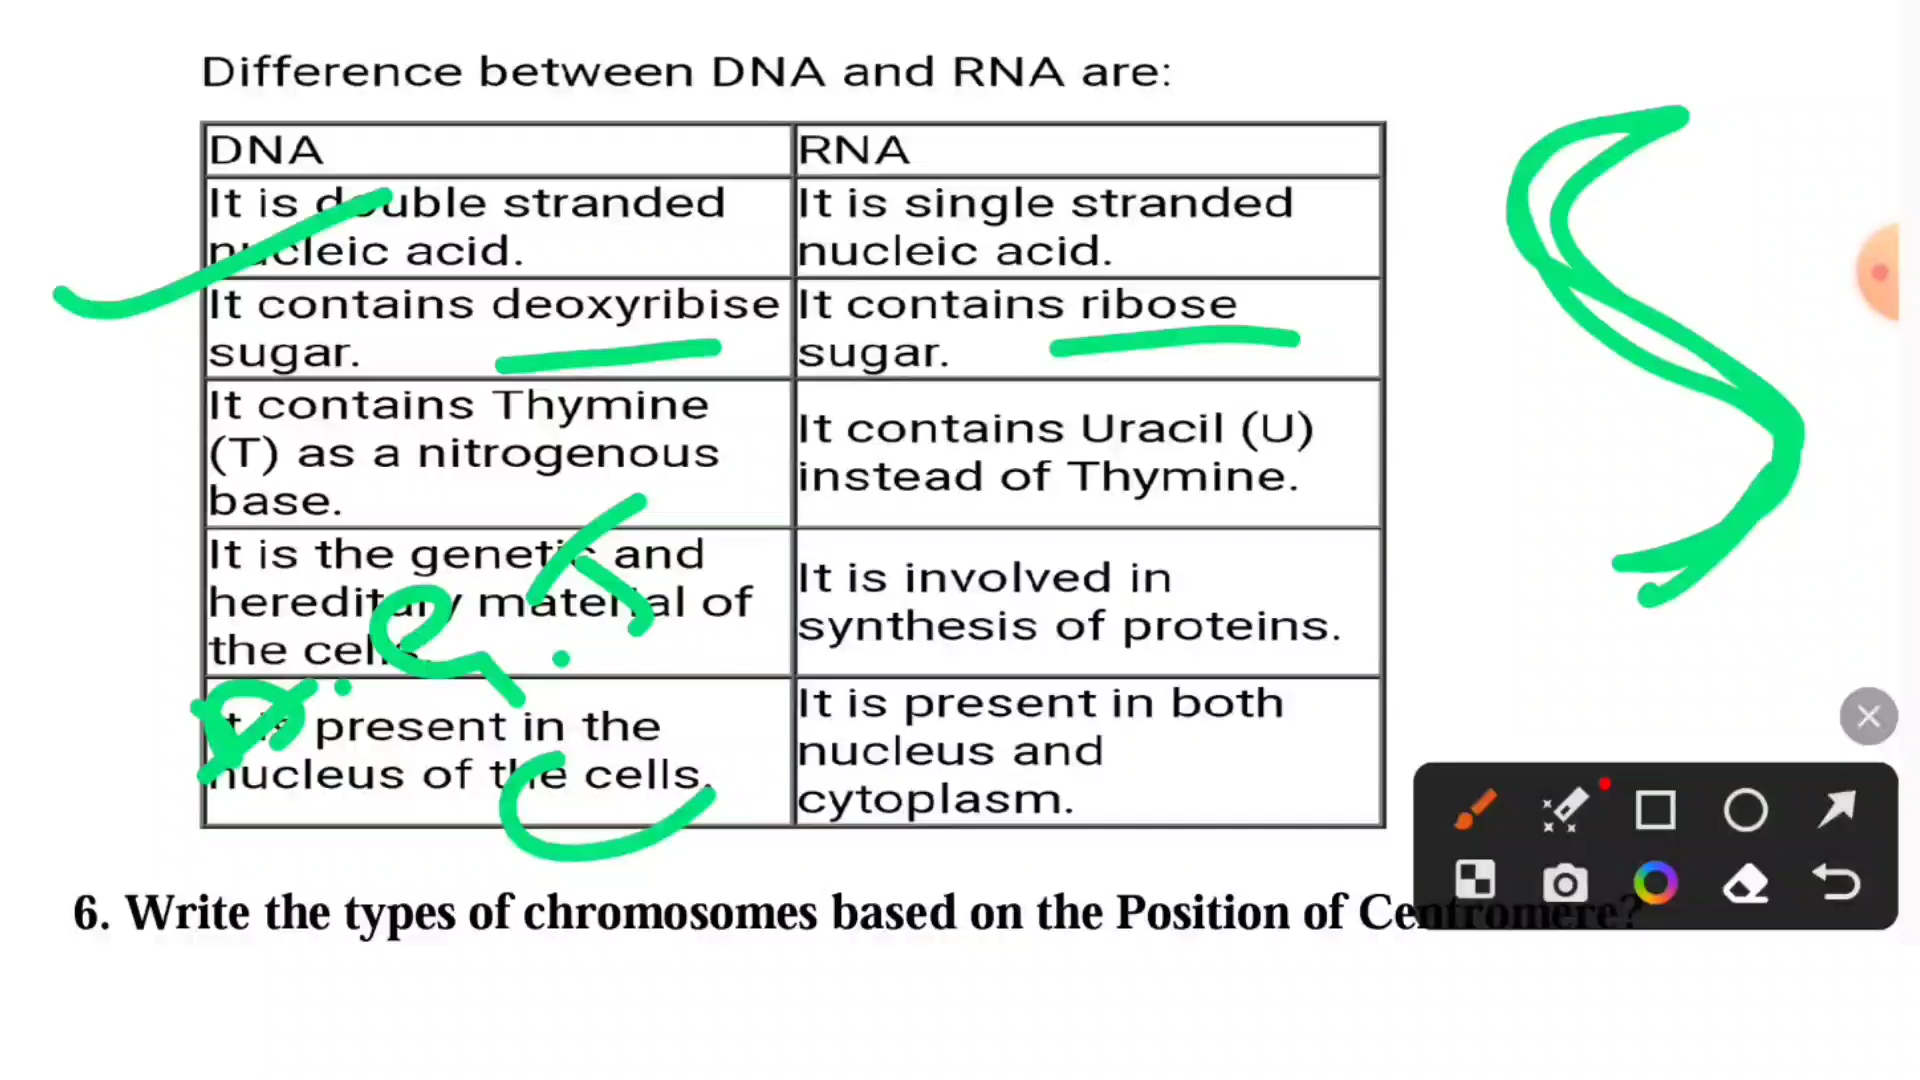 Difference between DNA and RNA are:
DNA
RNA
It is double stranded
nucleic acid.
It is single stranded
nucleic acid.
It contains deoxyribise
sugar.
It contains ribose
sugar.
It contains Thymine
(T) as a nitrogenous
base.
It contains Uracil (U)
instead of Thymine.
It is the genetic and
hereditary material of
the cells.
It is involved in
synthesis of proteins.
It is present in the
nucleus of the cells.
It is present in both
nucleus and
cytoplasm.
6. Write the types of chromosomes based on the Position of Centromere?